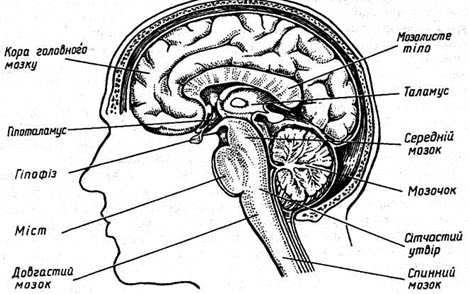 Кора головного
мозку
Гіпоталамус
Гіпофіз
Міст
Довгастий
мозок
Мозолисте
тіло
Таламус
Середній
мозок
Мозочок
Сітчастий
утвір
Спинний
мозок